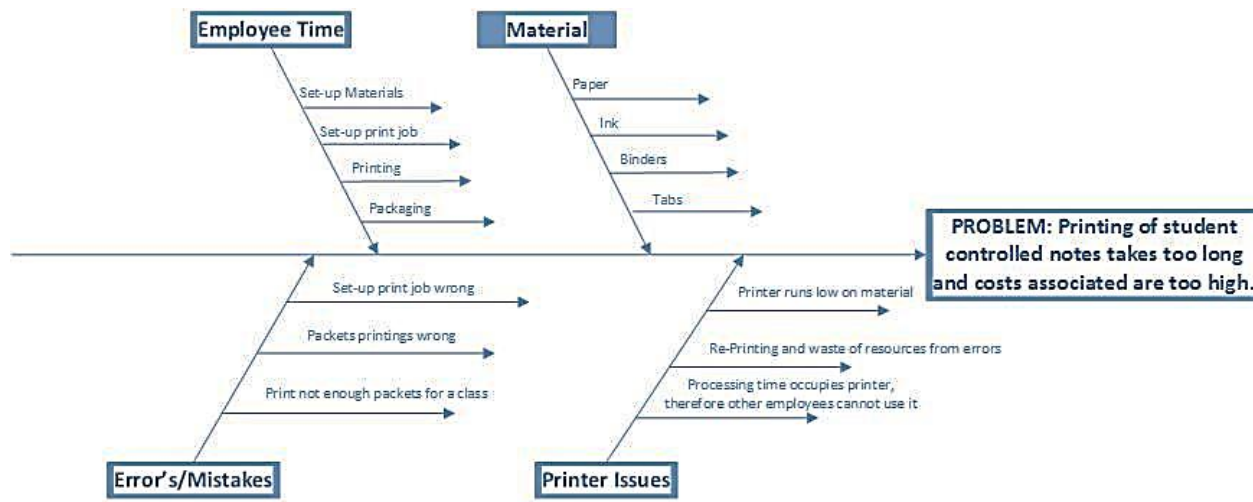 Employee Time
Material
Set-up Materials
Set-up print job
Printing
Packaging
Paper
Ink
Binders
Tabs
PROBLEM: Printing of student
controlled notes takes too long
and costs associated are too high.
Set-up print job wrong
Packets printings wrong
Print not enough packets for a class
Printer runs low on material
Re-Printing and waste of resources from errors
Processing time occupies printer,
therefore other employees cannot use it
Error's/Mistakes
Printer Issues